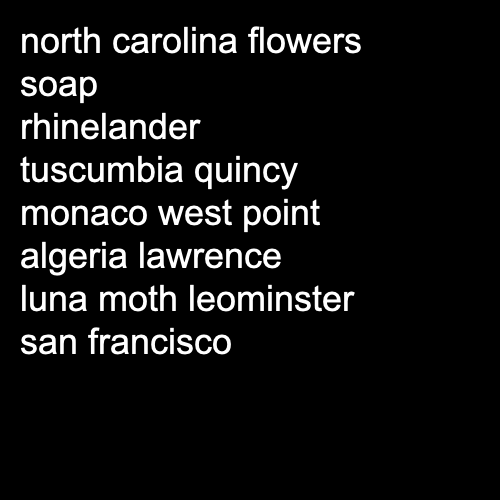 north carolina flowers
soap
rhinelander
tuscumbia quincy
monaco west point
algeria lawrence
luna moth leominster
san francisco